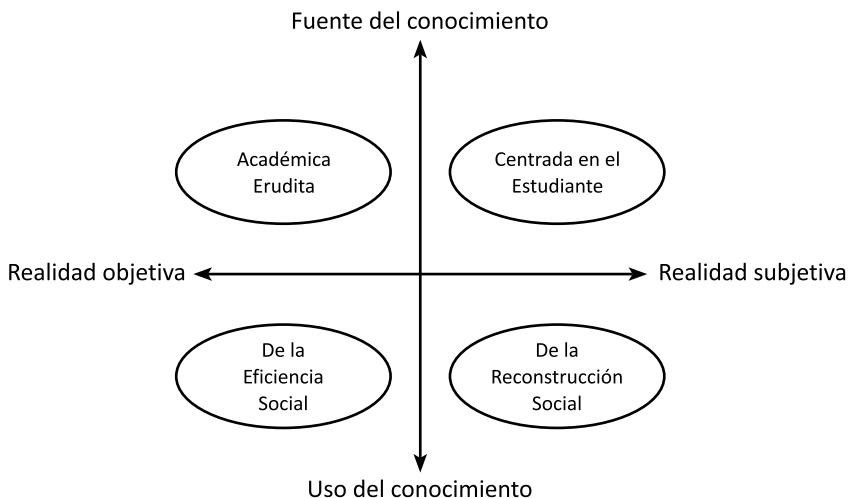 Fuente del conocimiento
Académica
Erudita
Centrada en el
Estudiante
Realidad objetiva
Realidad subjetiva
De la
Eficiencia
Social
De la
Reconstrucción
Social
Uso del conocimiento